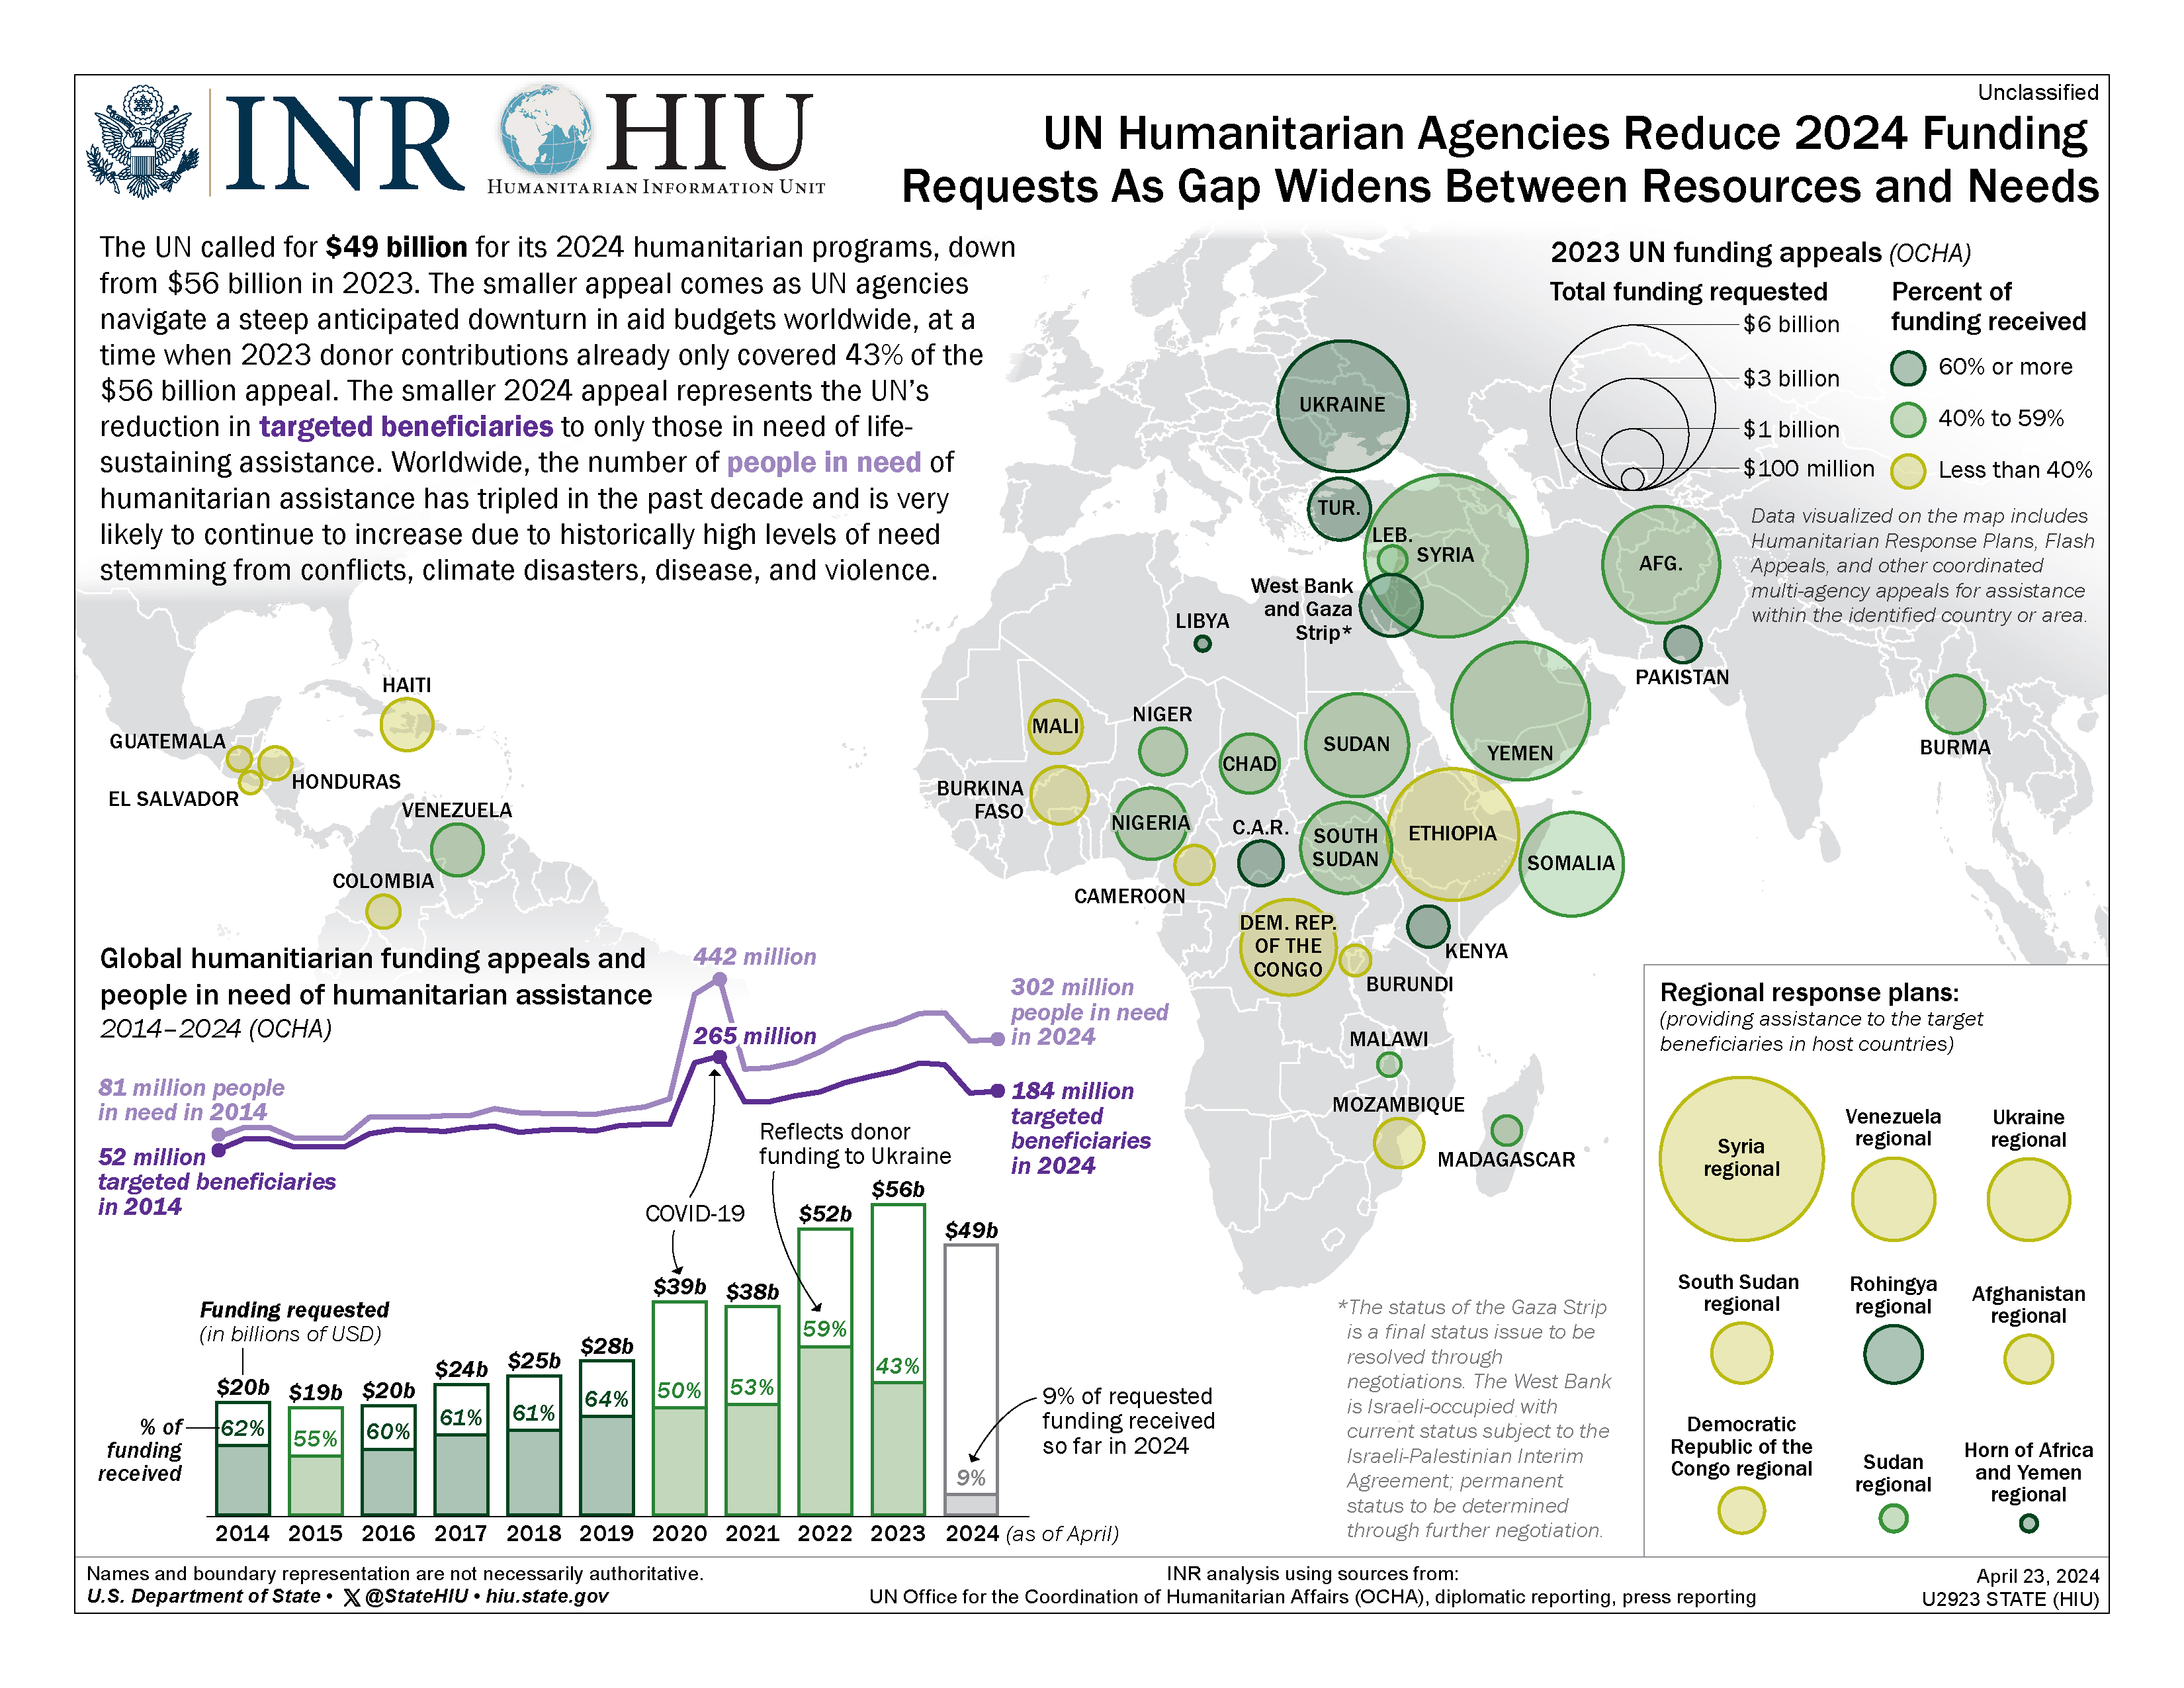 Unclassified
INR
HIU
HUMANITARIAN INFORMATION UNIT
UN Humanitarian Agencies Reduce 2024 Funding
Requests As Gap Widens Between Resources and Needs
The UN called for $49 billion for its 2024 humanitarian programs, down
from $56 billion in 2023. The smaller appeal comes as UN agencies
navigate a steep anticipated downturn in aid budgets worldwide, at a
time when 2023 donor contributions already only covered 43% of the
$56 billion appeal. The smaller 2024 appeal represents the UN’s
reduction in targeted beneficiaries to only those in need of life-
sustaining assistance. Worldwide, the number of people in need of
humanitarian assistance has tripled in the past decade and is very
likely to continue to increase due to historically high levels of need
stemming from conflicts, climate disasters, disease, and violence.
2023 UN funding appeals (OCHA)
Total funding requested
$6 billion
$3 billion
$1 billion
$100 million
Percent of
funding received
60% or more
40% to 59%
Less than 40%
Data visualized on the map includes
Humanitarian Response Plans, Flash
Appeals, and other coordinated
multi-agency appeals for assistance
within the identified country or area.
UKRAINE
TUR.
LEB.
SYRIA
AFG.
West Bank
and Gaza
Strip*
LIBYA
PAKISTAN
HAITI
GUATEMALA
HONDURAS
EL SALVADOR
VENEZUELA
COLOMBIA
MALI
NIGER
CHAD
SUDAN
YEMEN
BURMA
BURKINA
FASO
NIGERIA
C.A.R.
SOUTH
SUDAN
ETHIOPIA
SOMALIA
CAMEROON
DEM. REP.
OF THE
CONGO
KENYA
BURUNDI
MALAWI
MOZAMBIQUE
MADAGASCAR
Global humanitiarian funding appeals and
people in need of humanitarian assistance
2014–2024 (OCHA)
442 million
265 million
302 million
people in need
in 2024
81 million people
in need in 2014
52 million
targeted beneficiaries
in 2014
184 million
targeted
beneficiaries
in 2024
Reflects donor
funding to Ukraine
COVID-19
Funding requested
(in billions of USD)
% of
funding
received
$20b
$19b
$20b
$24b
$25b
$28b
$39b
$38b
$52b
$56b
$49b
62%
55%
60%
61%
61%
64%
50%
53%
59%
43%
9%
9% of requested
funding received
so far in 2024
2014 2015 2016 2017 2018 2019 2020 2021 2022 2023 2024 (as of April)
*The status of the Gaza Strip
is a final status issue to be
resolved through
negotiations. The West Bank
is Israeli-occupied with
current status subject to the
Israeli-Palestinian Interim
Agreement; permanent
status to be determined
through further negotiation.
Regional response plans:
(providing assistance to the target
beneficiaries in host countries)
Syria
regional
Venezuela
regional
Ukraine
regional
South Sudan
regional
Rohingya
regional
Afghanistan
regional
Democratic
Republic of the
Congo regional
Sudan
regional
Horn of Africa
and Yemen
regional
Names and boundary representation are not necessarily authoritative.
U.S. Department of State • X @StateHIU • hiu.state.gov
INR analysis using sources from:
UN Office for the Coordination of Humanitarian Affairs (OCHA), diplomatic reporting, press reporting
April 23, 2024
U2923 STATE (HIU)